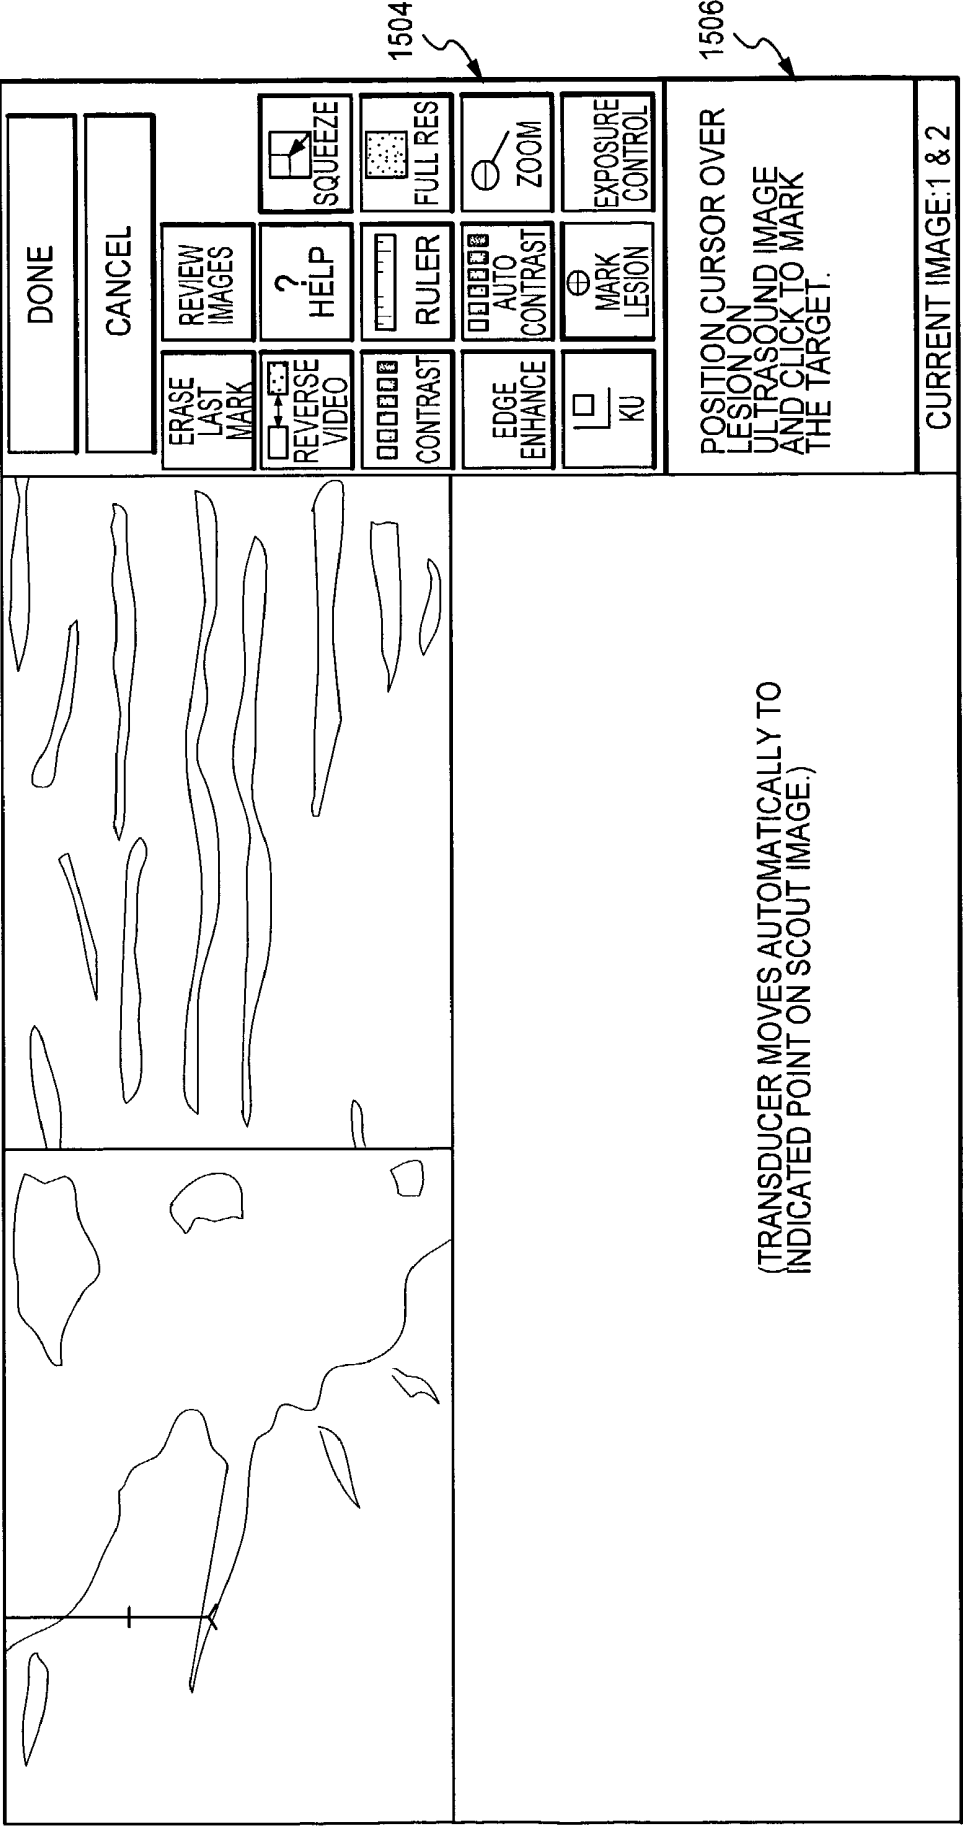 DONE
CANCEL
ERASE
LAST
MARK
REVIEW
IMAGES
REVERSE
VIDEO
?
HELP
SQUEEZE
CONTRAST
RULER
FULL RES
EDGE
ENHANCE
AUTO
CONTRAST
ZOOM
KU
MARK
LESION
EXPOSURE
CONTROL
1504
POSITION CURSOR OVER
LESION ON
ULTRASOUND IMAGE
AND CLICK TO MARK
THE TARGET.
1506
CURRENT IMAGE:1 & 2
(TRANSDUCER MOVES AUTOMATICALLY TO
INDICATED POINT ON SCOUT IMAGE.)